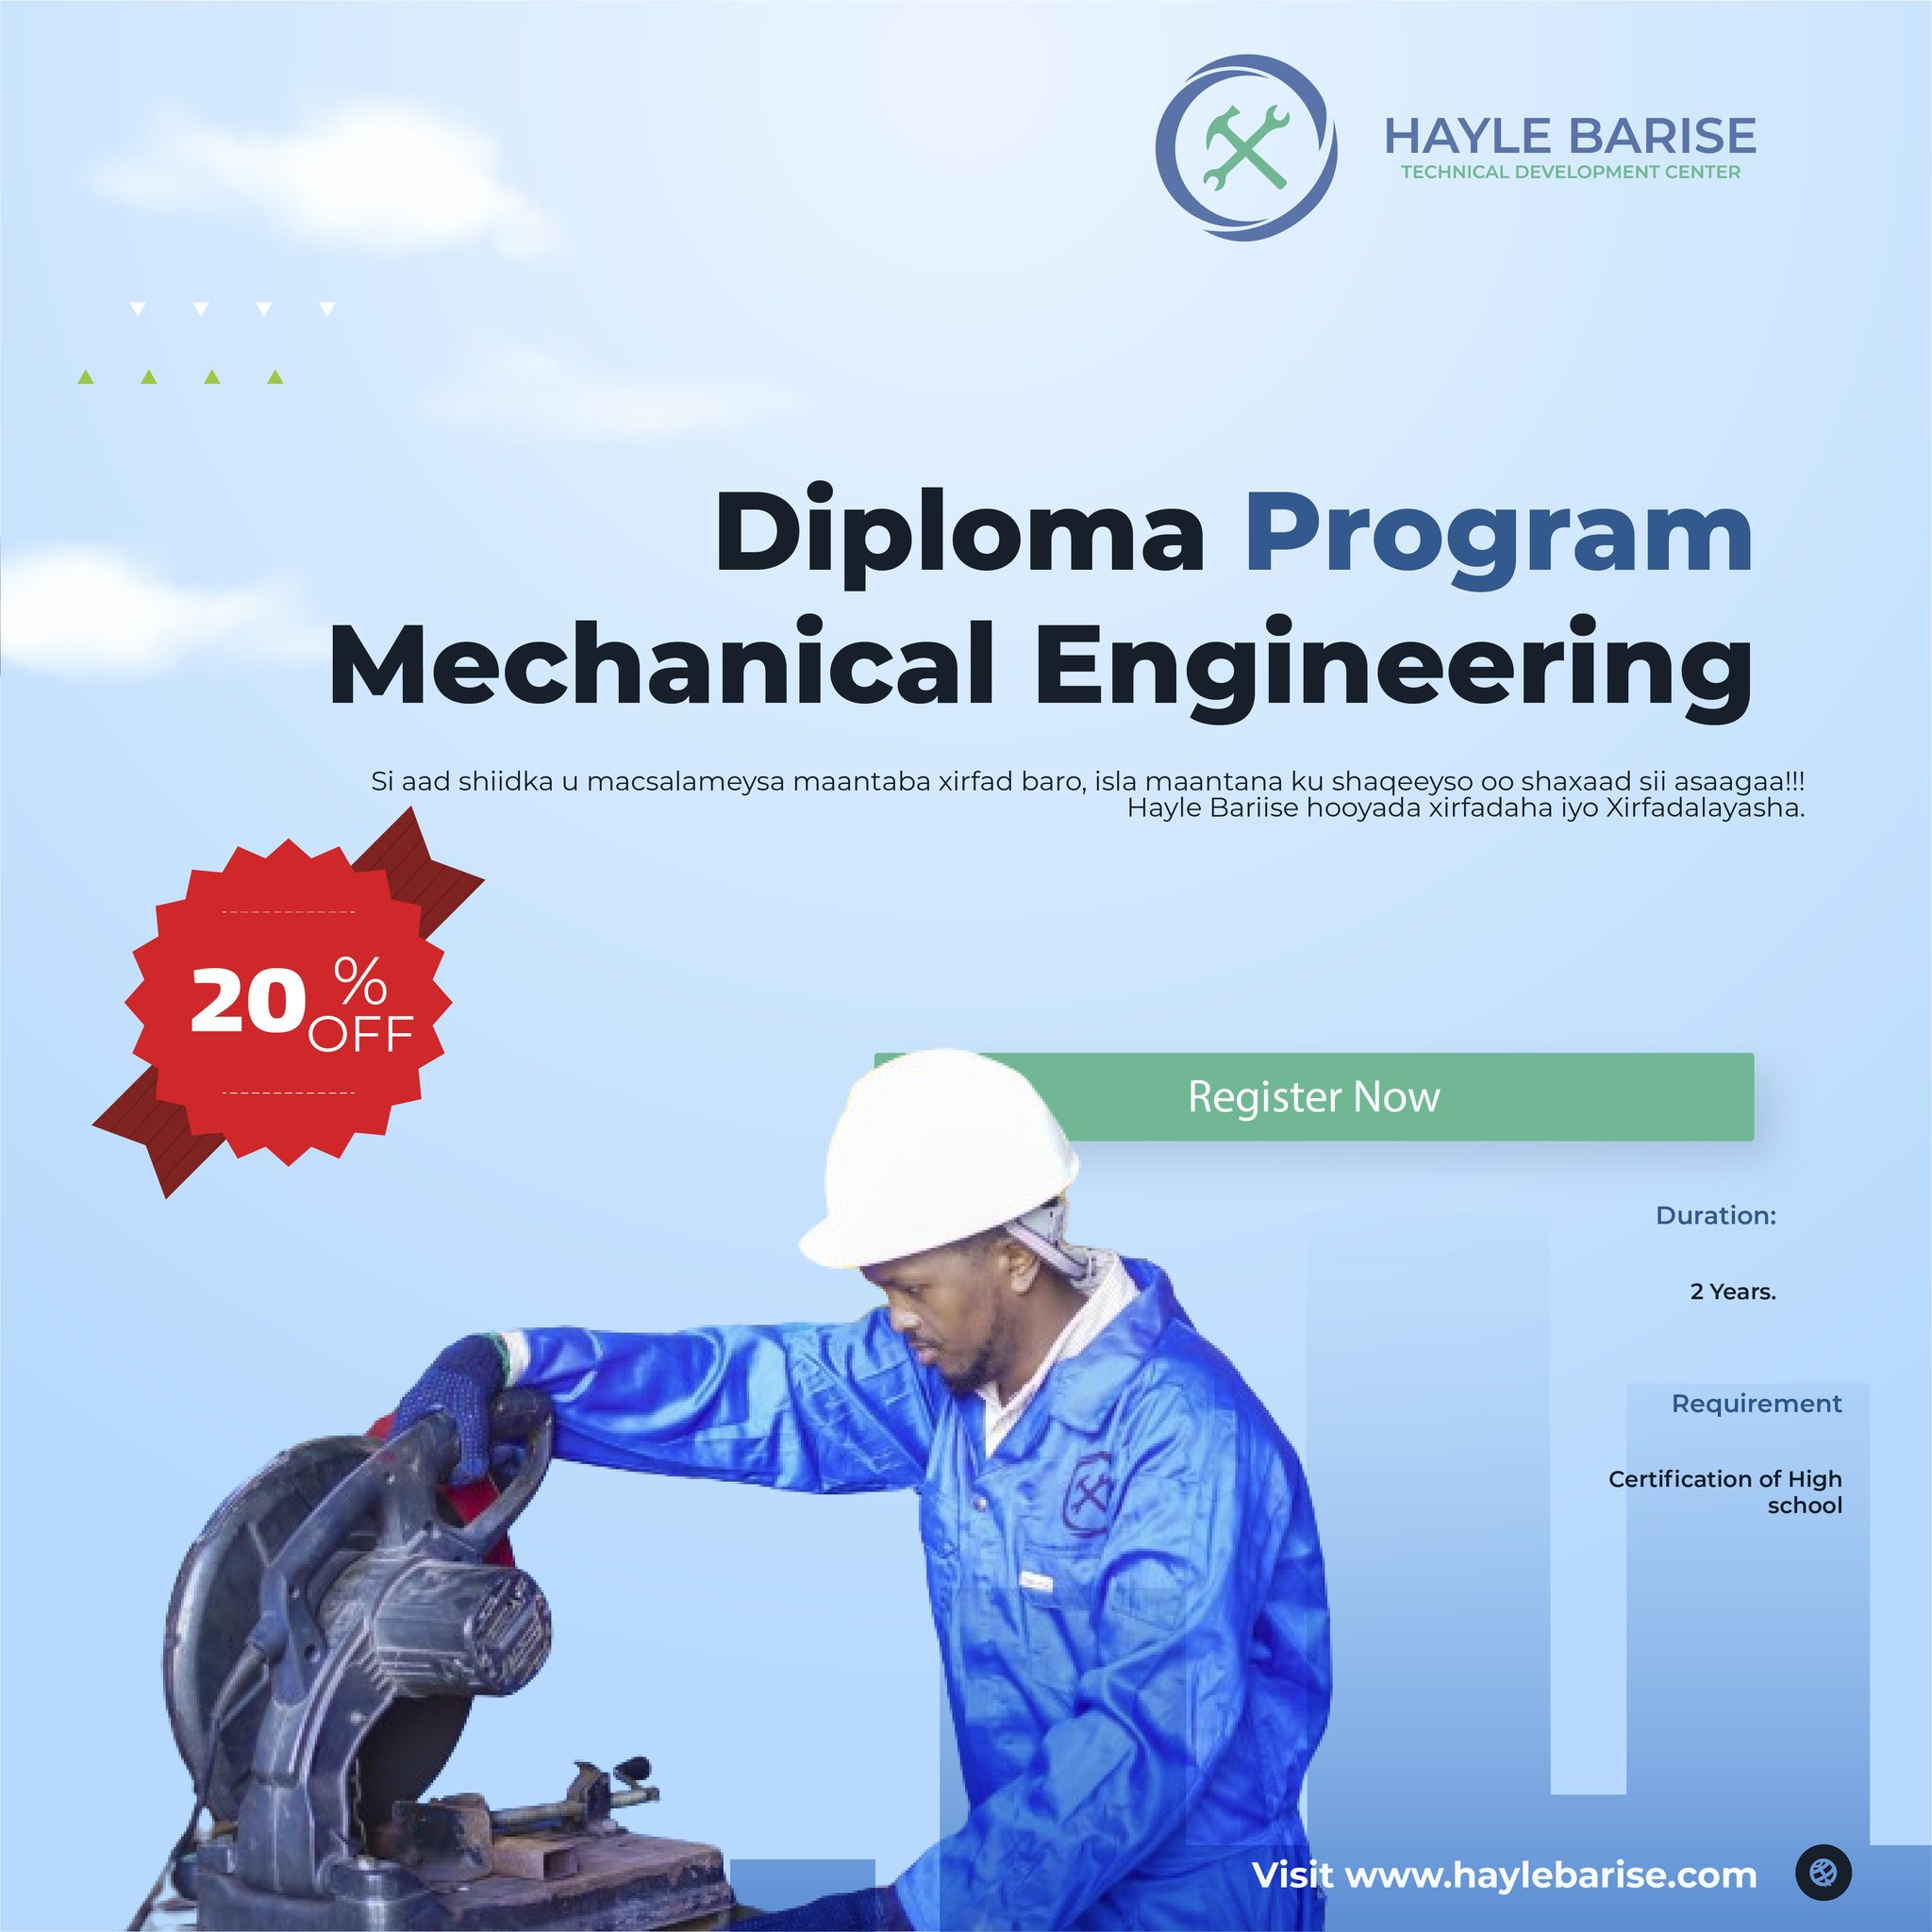 HAYLE BARISE
TECHNICAL DEVELOPMENT CENTER
Diploma Program
Mechanical Engineering
Si aad shiidka u macsalameysa maantaba xirfad baro, isla maantana ku shaqeeyso oo shaxaad sii asaagaa!!!
Hayle Bariise hooyada xirfadaha iyo Xirfadalayasha.
20 %
OFF
Register Now
Duration:
2 Years.
Requirement
Certification of High
school
Visit www.haylebarise.com